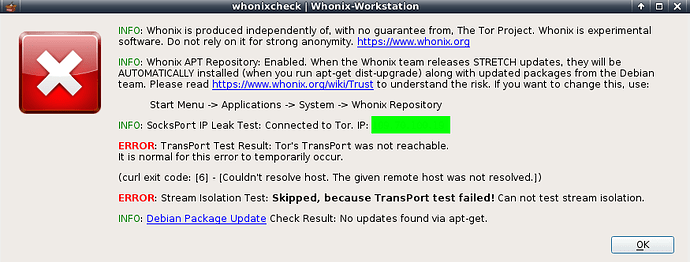 whonixcheck | Whonix-Workstation
INFO: Whonix is produced independently of, with no guarantee from, The Tor Project. Whonix is experimental
software. Do not rely on it for strong anonymity. https://www.whonix.org
INFO: Whonix APT Repository: Enabled. When the Whonix team releases STRETCH updates, they will be
AUTOMATICALLY installed (when you run apt-get dist-upgrade) along with updated packages from the Debian
team. Please read https://www.whonix.org/wiki/Trust to understand the risk. If you want to change this, use:
Start Menu -> Applications -> System -> Whonix Repository
INFO: SocksPort IP Leak Test: Connected to Tor. IP:
ERROR: TransPort Test Result: Tor's TransPort was not reachable.
It is normal for this error to temporarily occur.
(curl exit code: [6] - [Couldn't resolve host. The given remote host was not resolved.])
ERROR: Stream Isolation Test: Skipped, because TransPort test failed! Can not test stream isolation.
INFO: Debian Package Update Check Result: No updates found via apt-get.
OK